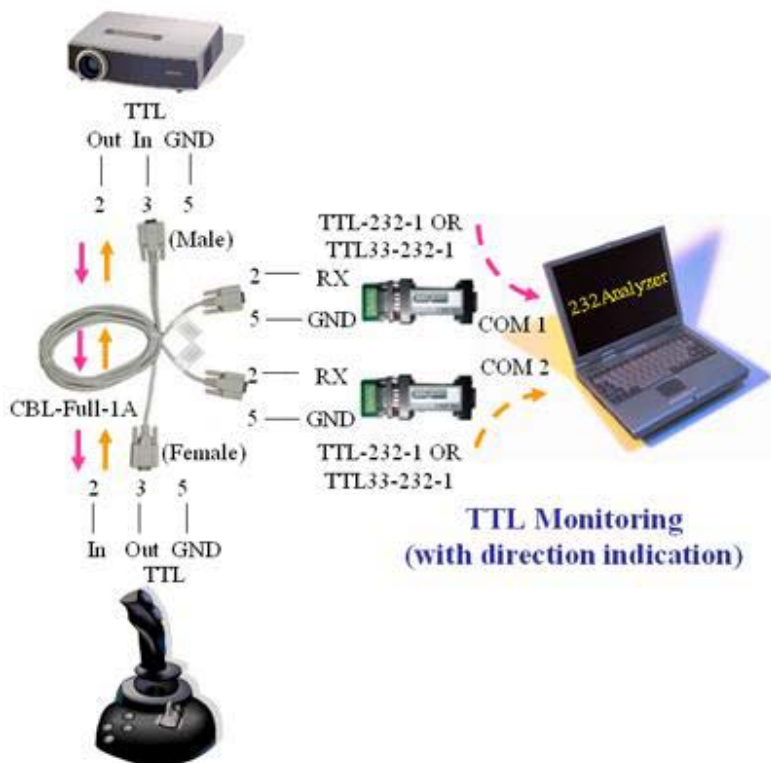 TTL
Out In GND
2 3 5
(Male)
TTL-232-1 OR
TTL33-232-1
2 RX
5 GND
COM 1
232Analyzer
COM 2
2 RX
5 GND
CBL-Full-1A
(Female)
TTL-232-1 OR
TTL33-232-1
2 3 5
In Out GND
TTL
TTL Monitoring
(with direction indication)